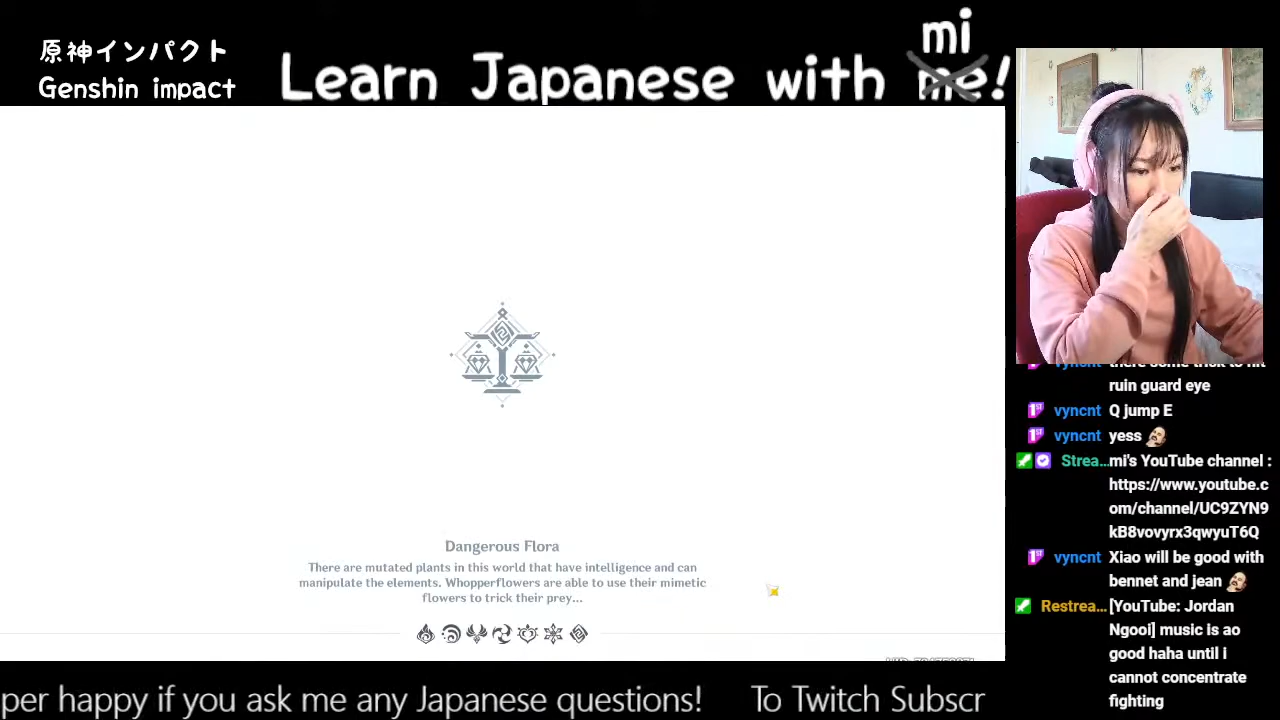 原神インパクト
Genshin impact
mi
Learn Japanese with me!
Dangerous Flora
There are mutated plants in this world that have intelligence and can
manipulate the elements. Whopperflowers are able to use their mimetic
flowers to trick their prey...
ruin guard eye
vyncnt Q jump E
vyncnt yess
Strea... mi's YouTube channel :
https://www.youtube.c
om/channel/UC9ZYN9
kB8vovyrx3qwyuT6Q
vyncnt Xiao will be good with
bennet and jean
Restrea... [YouTube: Jordan
Ngooi] music is ao
good haha until i
cannot concentrate
fighting
per happy if you ask me any Japanese questions! To Twitch Subscr